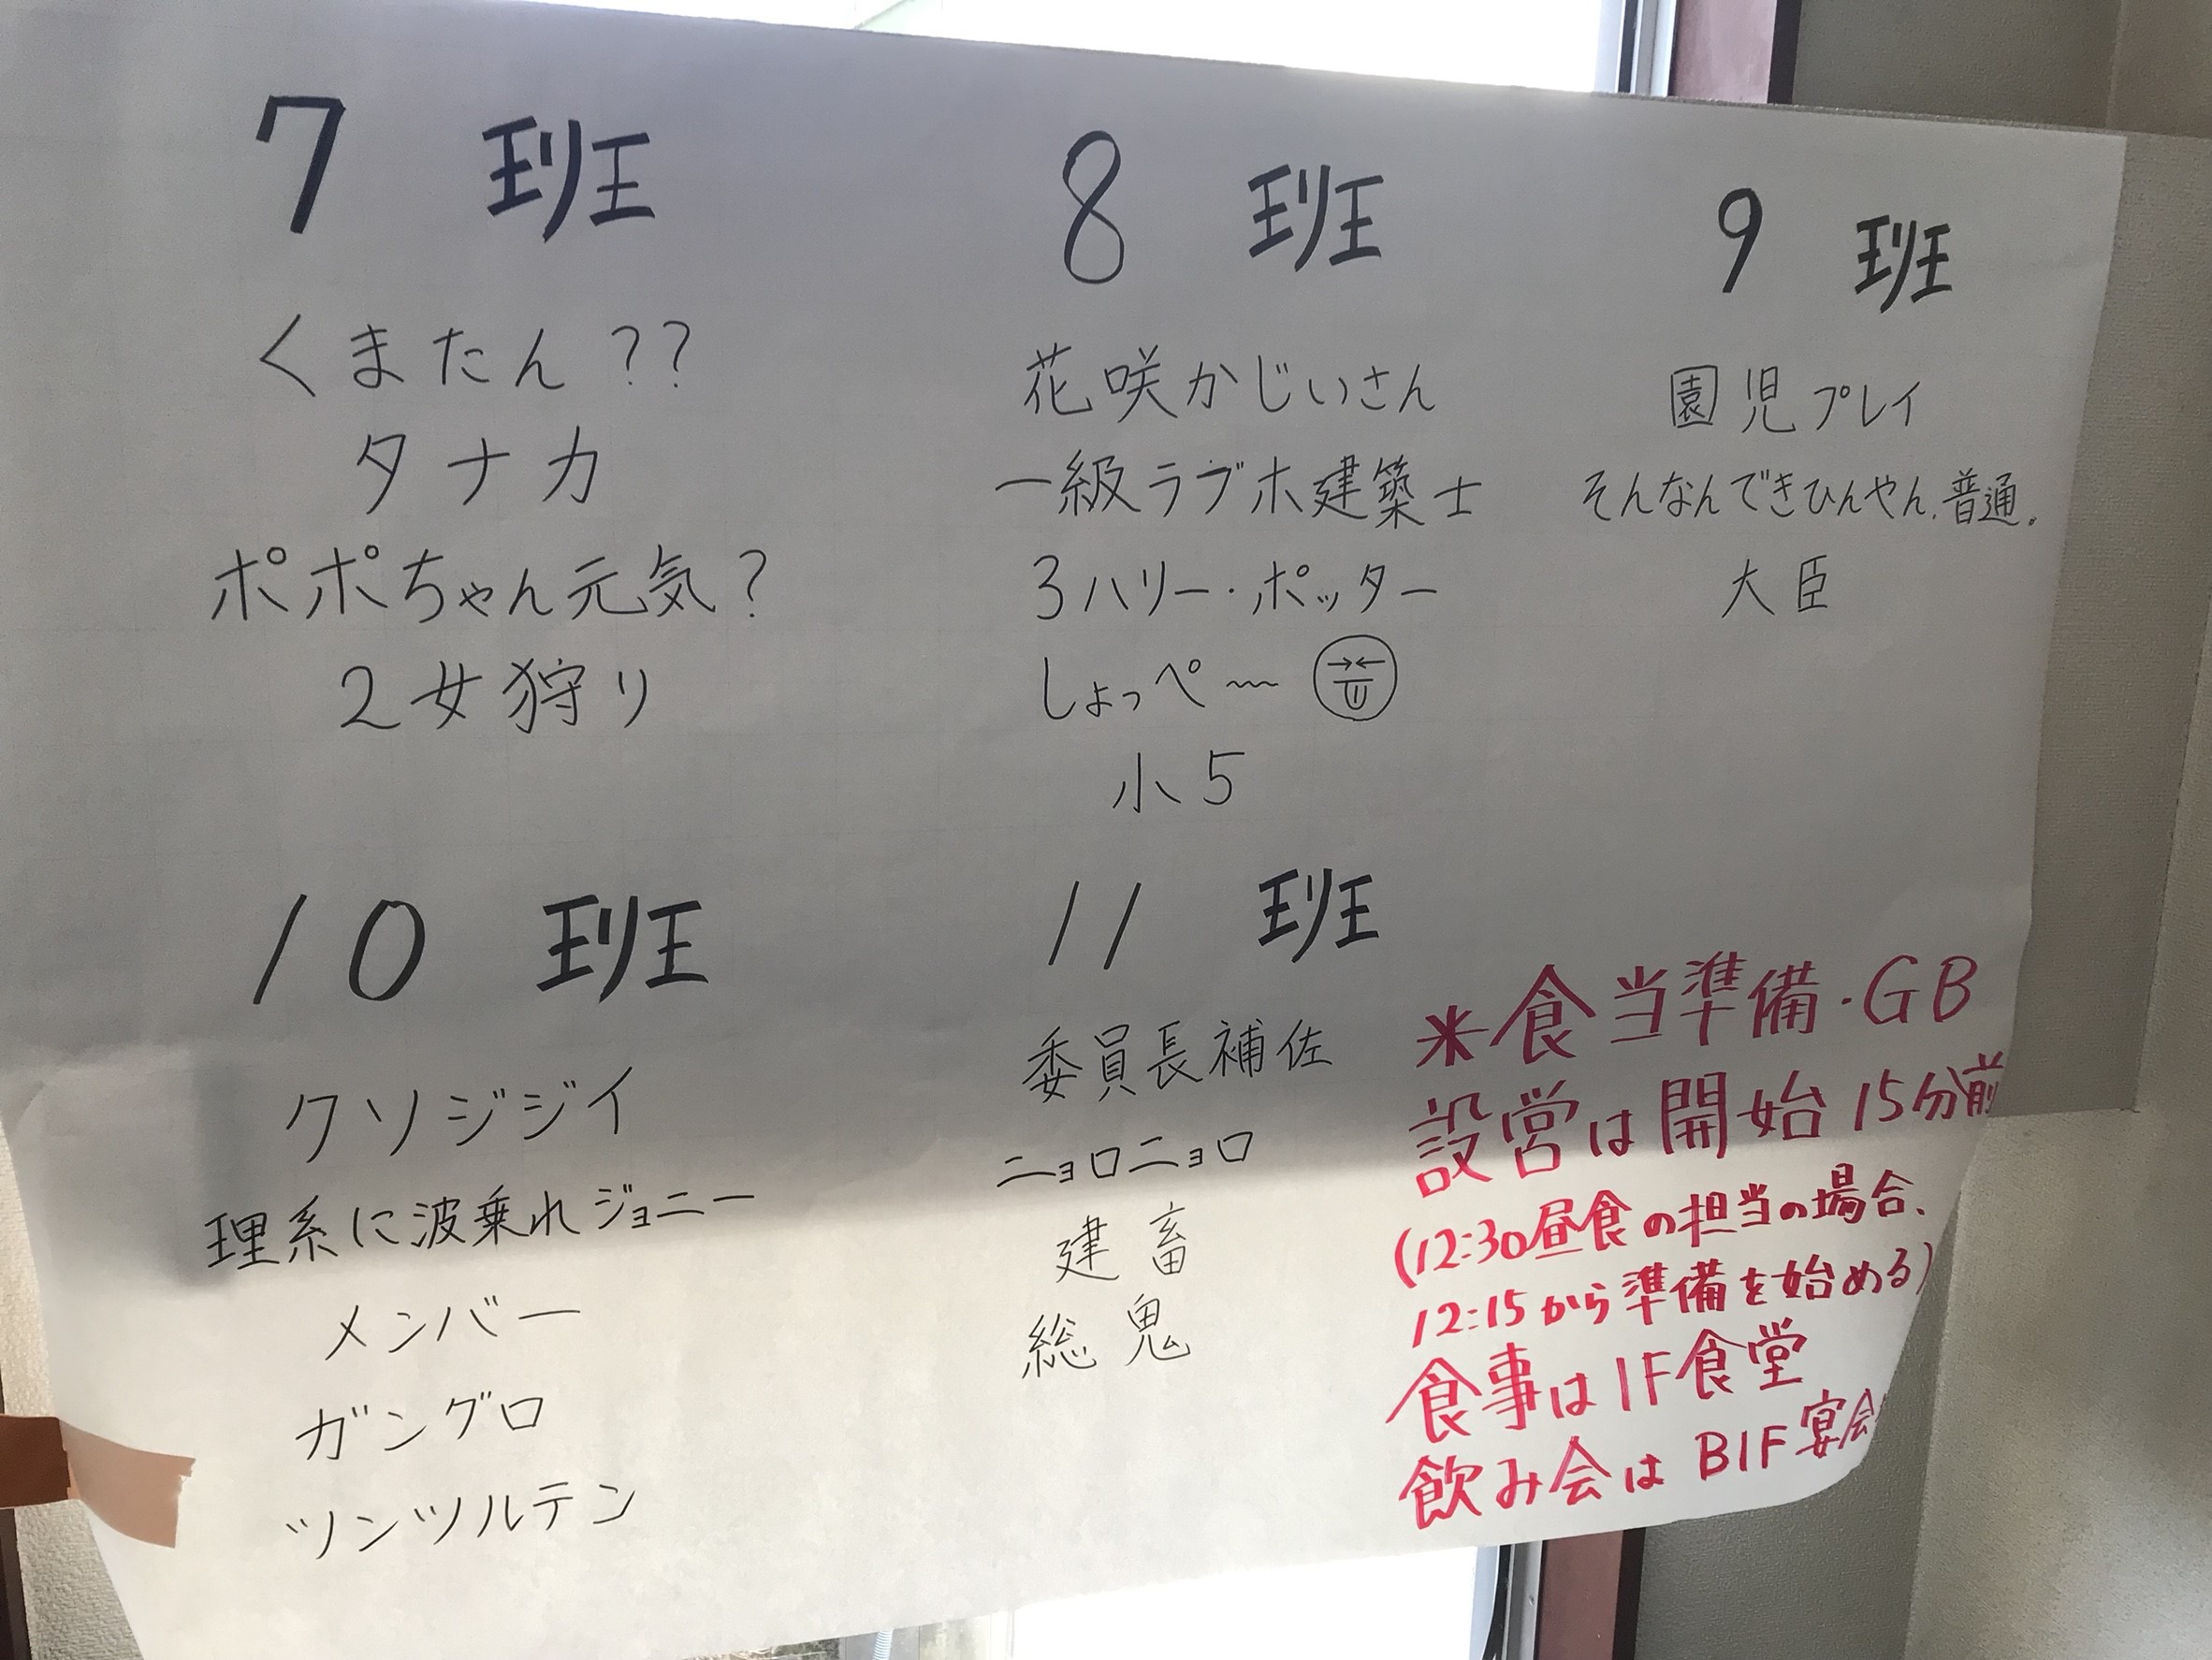 7 班
くまたん??
タナカ
ポポちゃん元気?
2女狩り
8 班
花咲かじいさん
一級ラブホ建築士
3ハリー・ポッター
しょっぺ〰
小5
9 班
園児プレイ
そんなんできひんやん、普通。
大臣
10 班
クソジジイ
理系に波乗れジョニー
メンバー
ガングロ
ツンツルテン
11 班
委員長補佐
ニョロニョロ
建畜
総鬼
米食当準備・GB
設営は開始15分前
(12:30昼食の担当の場合、
12:15から準備を始める)
食事は1F食堂
飲み会はB1F宴会